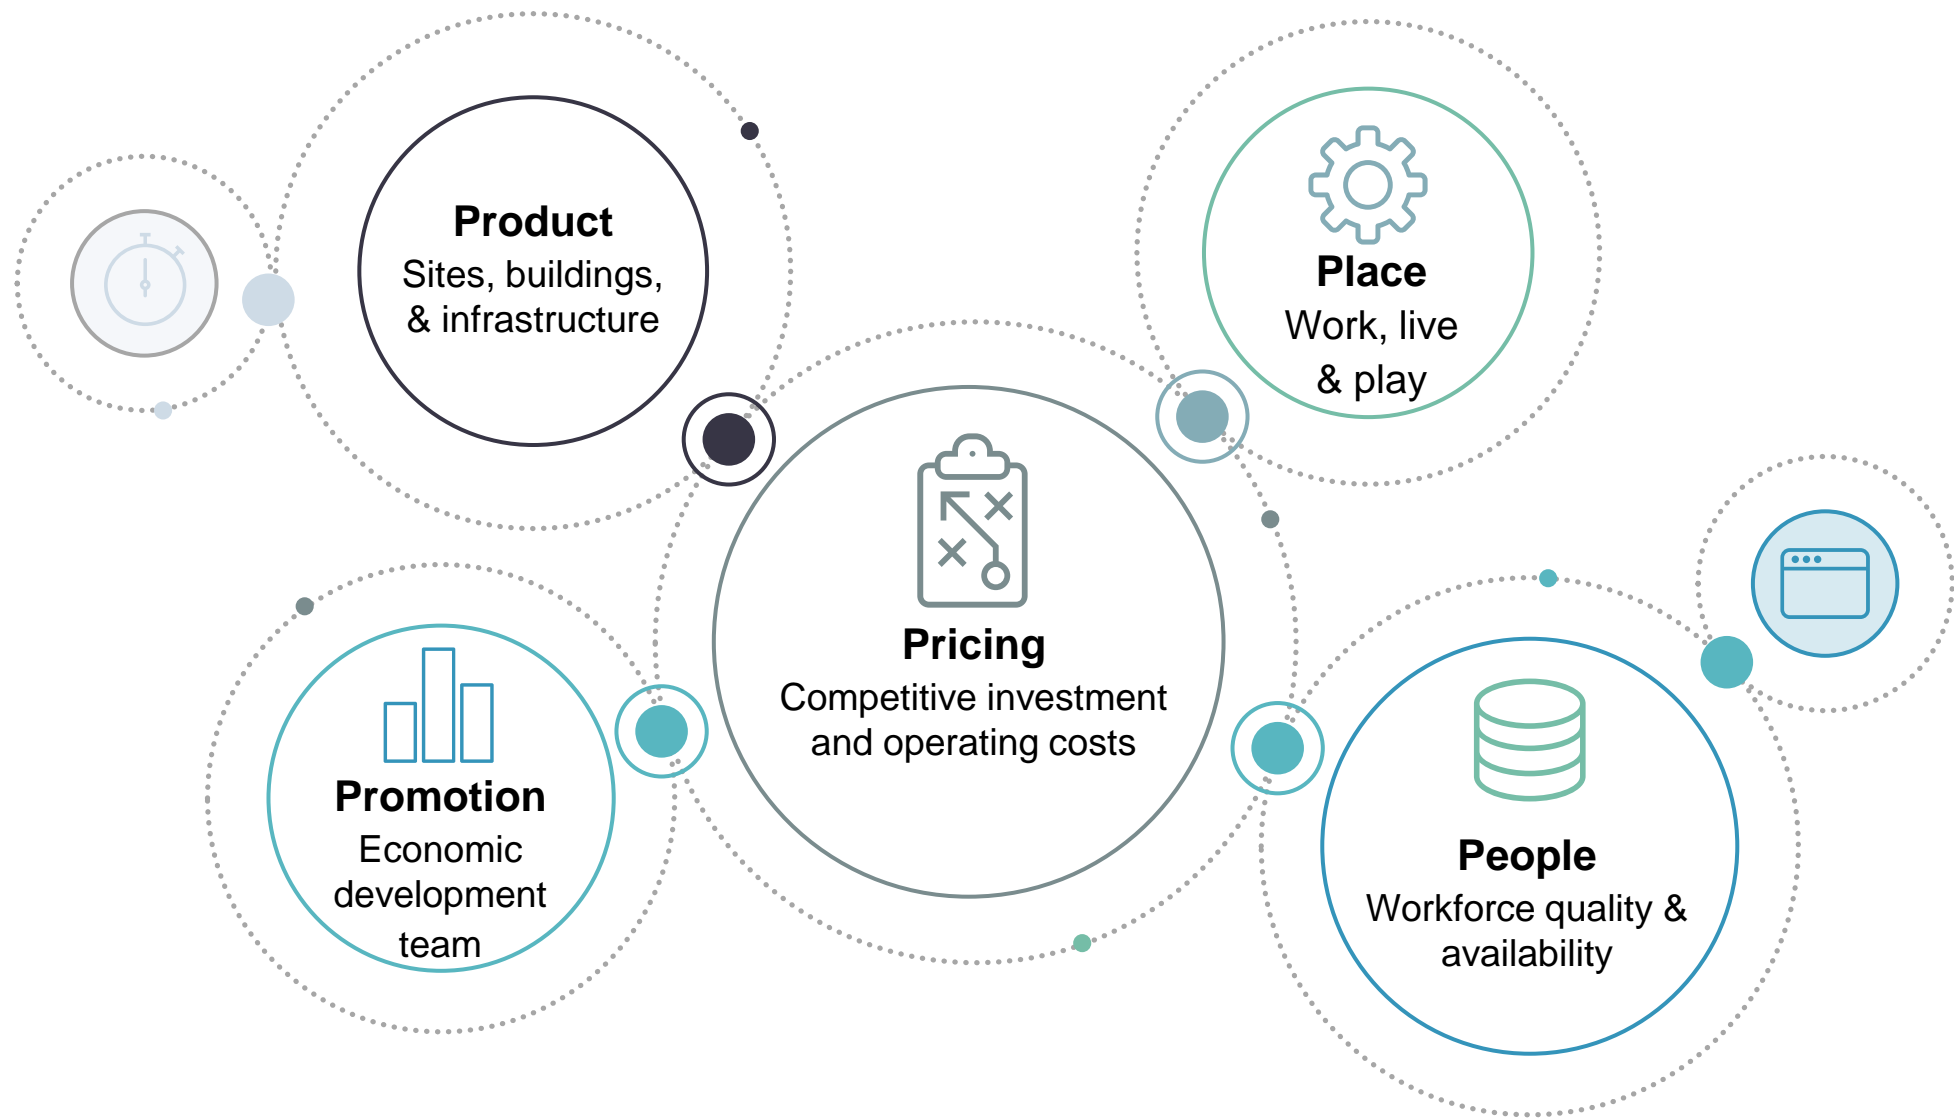 Product
Sites, buildings,
& infrastructure
Place
Work, live
& play
Pricing
Competitive investment
and operating costs
Promotion
Economic
development
team
People
Workforce quality &
availability